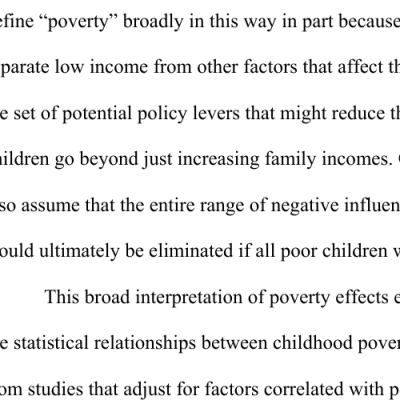 efine “poverty” broadly in this way in part because
parate low income from other factors that affect th
e set of potential policy levers that might reduce th
hildren go beyond just increasing family incomes.
so assume that the entire range of negative influen
ould ultimately be eliminated if all poor children w
This broad interpretation of poverty effects e
e statistical relationships between childhood pover
om studies that adjust for factors correlated with p